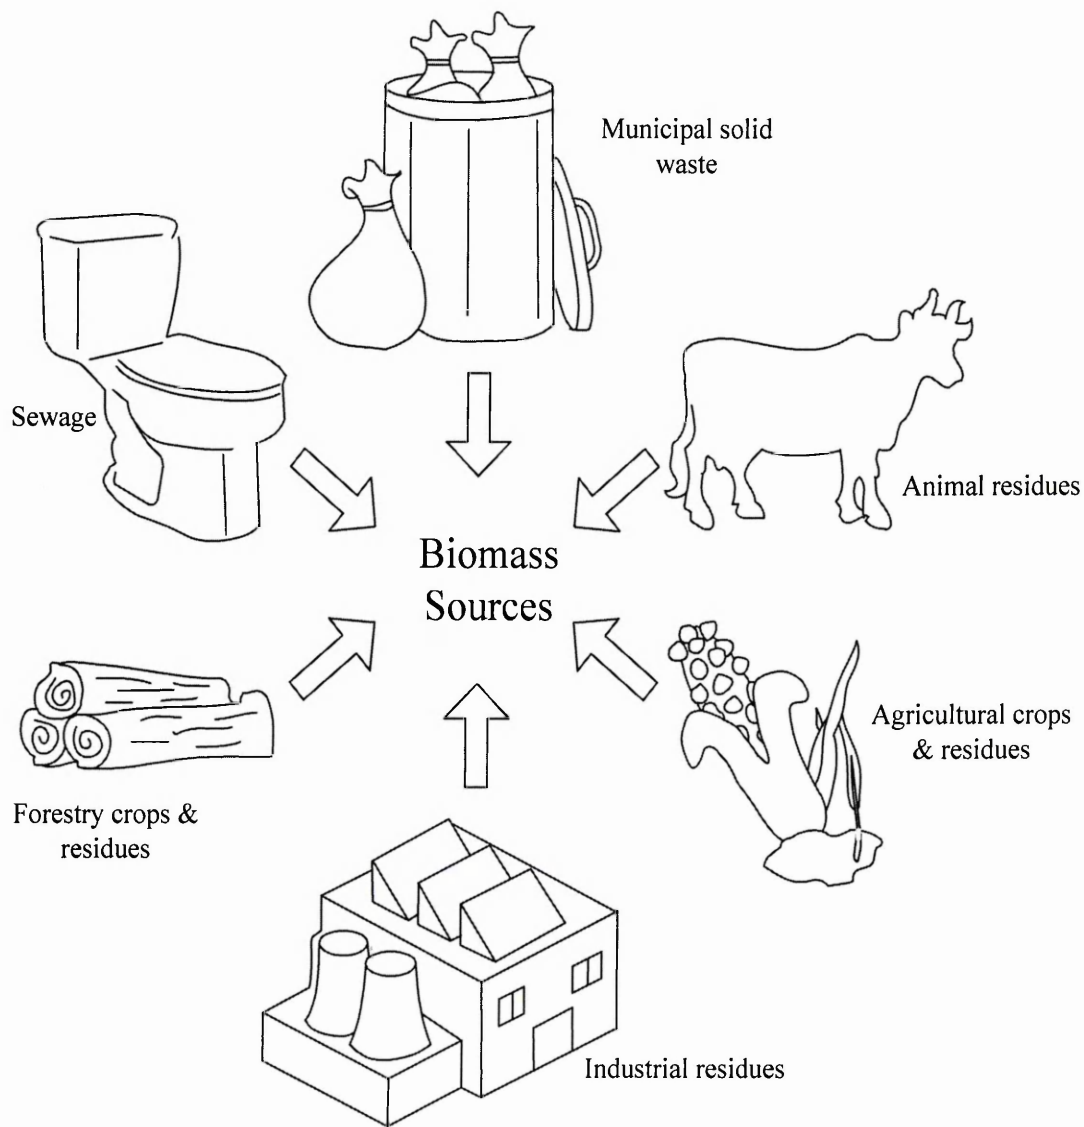 Municipal solid
waste
Sewage
Animal residues
Biomass
Sources
Agricultural crops
& residues
Forestry crops &
residues
Industrial residues